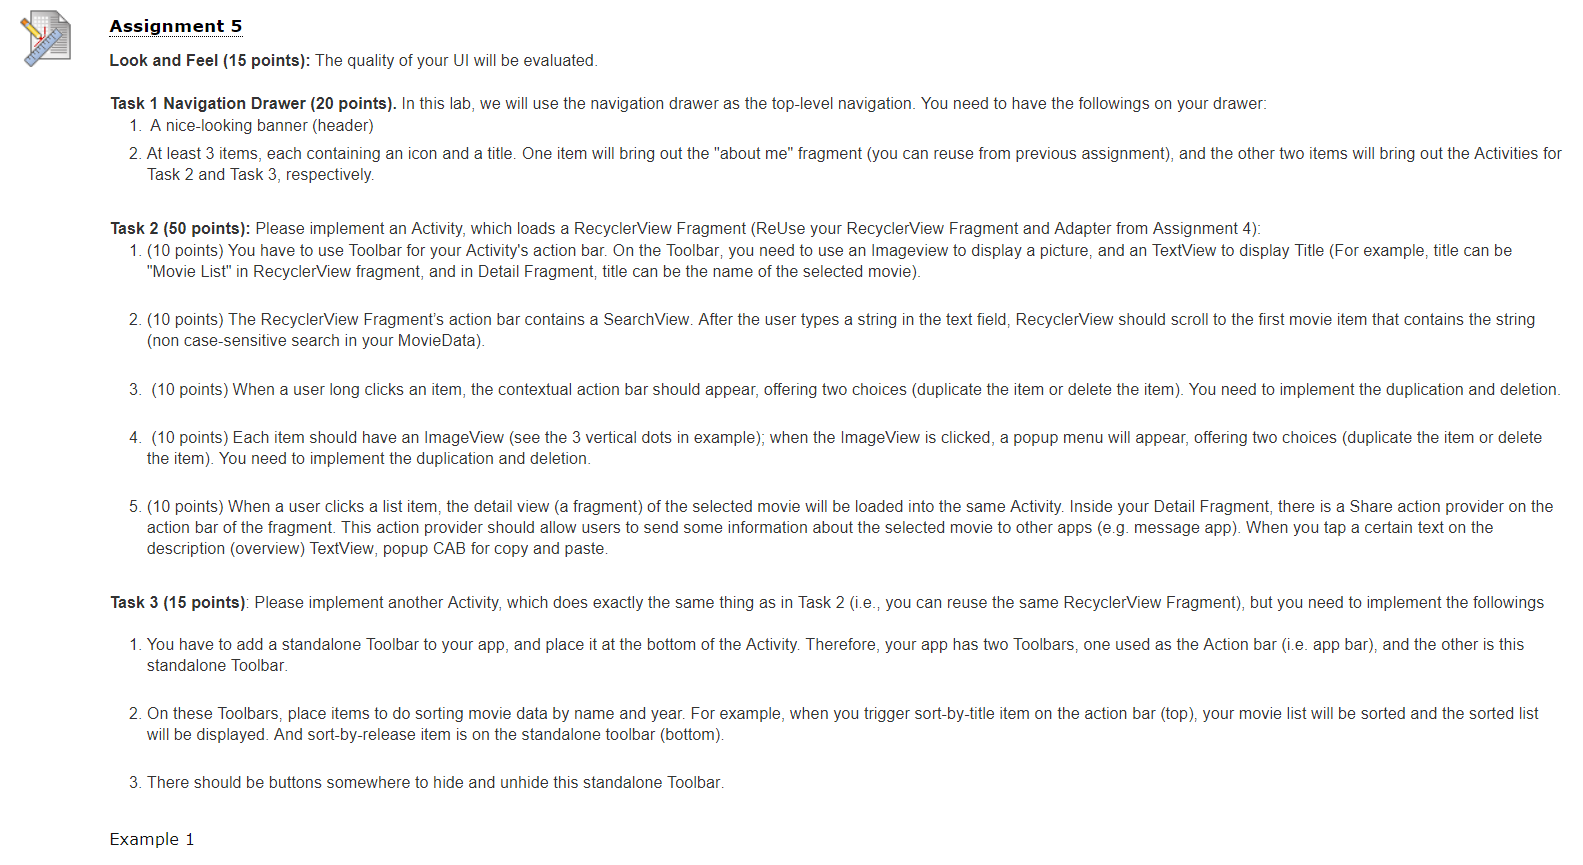 Assignment 5
Look and Feel (15 points): The quality of your UI will be evaluated.
Task 1 Navigation Drawer (20 points). In this lab, we will use the navigation drawer as the top-level navigation. You need to have the followings on your drawer:
1. A nice-looking banner (header)
2. At least 3 items, each containing an icon and a title. One item will bring out the "about me" fragment (you can reuse from previous assignment), and the other two items will bring out the Activities for
Task 2 and Task 3, respectively.
Task 2 (50 points): Please implement an Activity, which loads a RecyclerView Fragment (ReUse your RecyclerView Fragment and Adapter from Assignment 4):
1. (10 points) You have to use Toolbar for your Activity's action bar. On the Toolbar, you need to use an Imageview to display a picture, and an TextView to display Title (For example, title can be
"Movie List" in RecyclerView fragment, and in Detail Fragment, title can be the name of the selected movie).
2. (10 points) The RecyclerView Fragment's action bar contains a SearchView. After the user types a string in the text field, RecyclerView should scroll to the first movie item that contains the string
(non case-sensitive search in your MovieData).
3. (10 points) When a user long clicks an item, the contextual action bar should appear, offering two choices (duplicate the item or delete the item). You need to implement the duplication and deletion.
4. (10 points) Each item should have an ImageView (see the 3 vertical dots in example); when the ImageView is clicked, a popup menu will appear, offering two choices (duplicate the item or delete
the item). You need to implement the duplication and deletion.
5. (10 points) When a user clicks a list item, the detail view (a fragment) of the selected movie will be loaded into the same Activity. Inside your Detail Fragment, there is a Share action provider on the
action bar of the fragment. This action provider should allow users to send some information about the selected movie to other apps (e.g. message app). When you tap a certain text on the
description (overview) TextView, popup CAB for copy and paste.
Task 3 (15 points): Please implement another Activity, which does exactly the same thing as in Task 2 (i.e., you can reuse the same RecyclerView Fragment), but you need to implement the followings
1. You have to add a standalone Toolbar to your app, and place it at the bottom of the Activity. Therefore, your app has two Toolbars, one used as the Action bar (i.e. app bar), and the other is this
standalone Toolbar.
2. On these Toolbars, place items to do sorting movie data by name and year. For example, when you trigger sort-by-title item on the action bar (top), your movie list will be sorted and the sorted list
will be displayed. And sort-by-release item is on the standalone toolbar (bottom).
3. There should be buttons somewhere to hide and unhide this standalone Toolbar.
Example 1